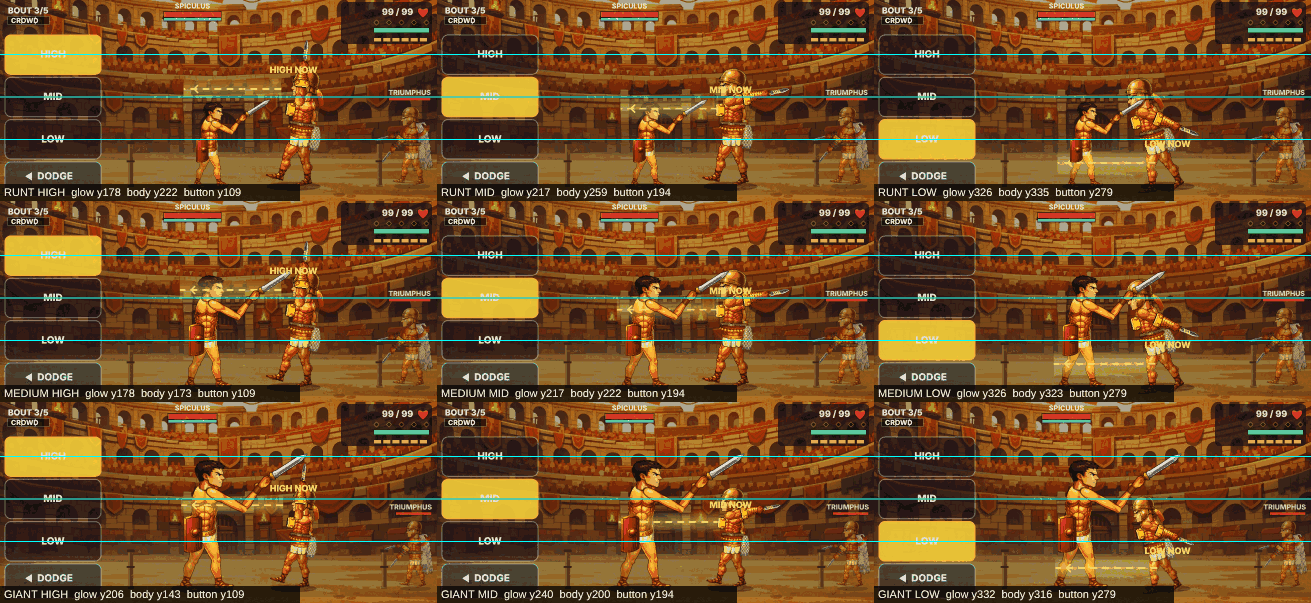 BOUT 3/5
CROWD
SPICULUS
99 / 99
HIGH
MID
LOW
◀ DODGE
HIGH NOW
TRIUMPHUS
RUNT HIGH glow y178 body y222 button y109
SPICULUS
BOUT 3/5
CROWD
99 / 99
HIGH
MID
LOW
◀ DODGE
MID NOW
TRIUMPHUS
RUNT MID glow y217 body y259 button y194
SPICULUS
BOUT 3/5
CROWD
99 / 99
HIGH
MID
LOW
◀ DODGE
LOW NOW
TRIUMPHUS
RUNT LOW glow y326 body y335 button y279
SPICULUS
BOUT 3/5
CROWD
99 / 99
HIGH
MID
LOW
◀ DODGE
HIGH NOW
TRIUMPHUS
MEDIUM HIGH glow y178 body y173 button y109
SPICULUS
BOUT 3/5
CROWD
99 / 99
HIGH
MID
LOW
◀ DODGE
MID NOW
TRIUMPHUS
MEDIUM MID glow y217 body y222 button y194
SPICULUS
BOUT 3/5
CROWD
99 / 99
HIGH
MID
LOW
◀ DODGE
LOW NOW
TRIUMPHUS
MEDIUM LOW glow y326 body y323 button y279
SPICULUS
BOUT 3/5
CROWD
99 / 99
HIGH
MID
LOW
◀ DODGE
HIGH NOW
TRIUMPHUS
GIANT HIGH glow y206 body y143 button y109
SPICULUS
BOUT 3/5
CROWD
99 / 99
HIGH
MID
LOW
◀ DODGE
MID NOW
TRIUMPHUS
GIANT MID glow y240 body y200 button y194
SPICULUS
BOUT 3/5
CROWD
99 / 99
HIGH
MID
LOW
◀ DODGE
LOW NOW
TRIUMPHUS
GIANT LOW glow y332 body y316 button y279